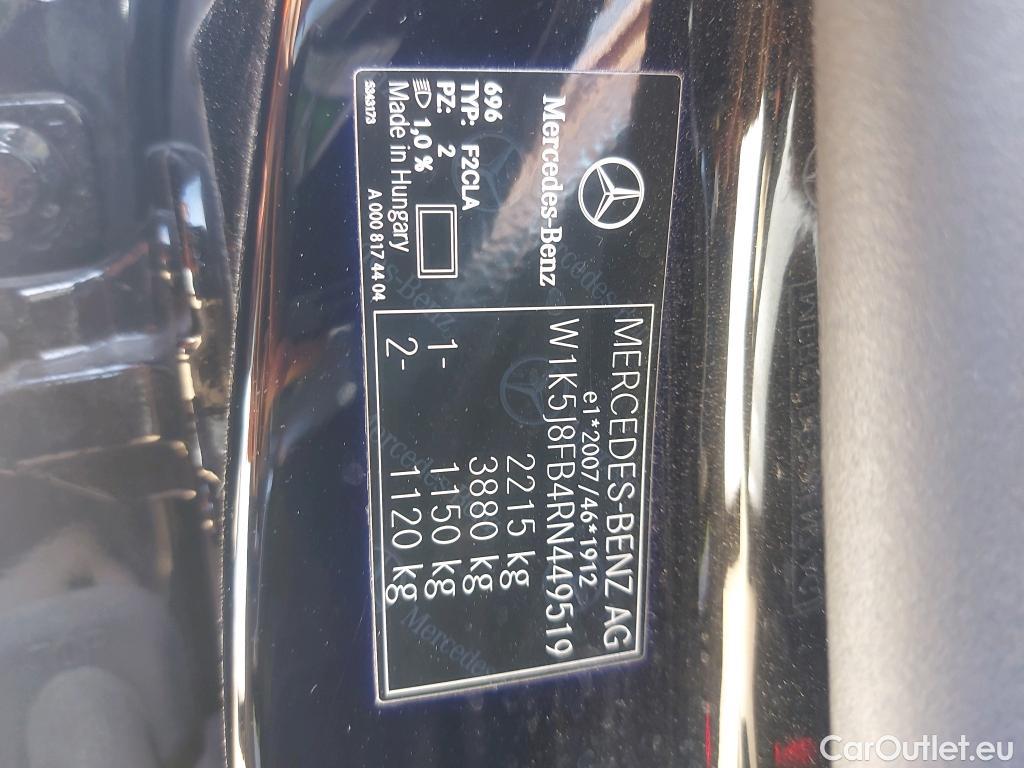 MERCEDES-BENZ AG
e1*2007/46*1912
W1K5J8FB4RN449519
2215 kg
3880 kg
1- 1150 kg
2- 1120 kg
Mercedes-Benz
696
TYP: F2CLA
PZ: 2
1,0 %
Made in Hungary
A 000 817 44 04
CarOutlet.eu